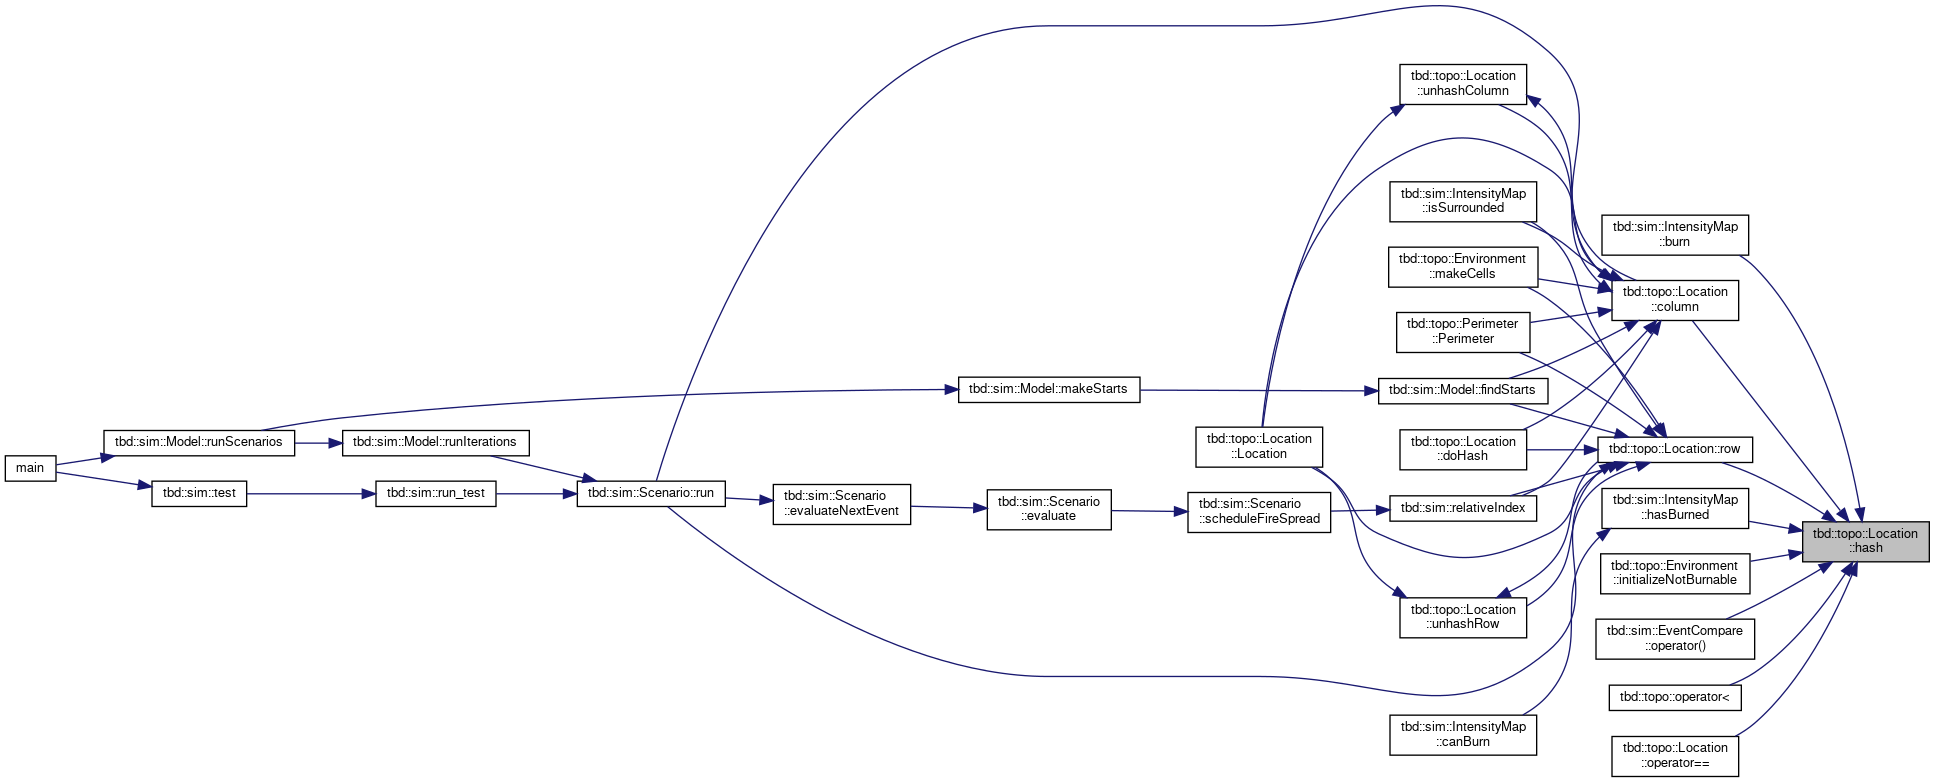 main
tbd::sim::Model::runScenarios
tbd::sim::test
tbd::sim::Model::runIterations
tbd::sim::run_test
tbd::sim::Scenario::run
tbd::sim::Scenario
::evaluateNextEvent
tbd::sim::Model::makeStarts
tbd::sim::Scenario
::evaluate
tbd::topo::Location
::Location
tbd::sim::Scenario
::scheduleFireSpread
tbd::topo::Location
::unhashColumn
tbd::sim::IntensityMap
::isSurrounded
tbd::topo::Environment
::makeCells
tbd::topo::Perimeter
::Perimeter
tbd::sim::Model::findStarts
tbd::topo::Location
::doHash
tbd::sim::relativeIndex
tbd::topo::Location
::unhashRow
tbd::sim::IntensityMap
::canBurn
tbd::sim::IntensityMap
::burn
tbd::topo::Location
::column
tbd::topo::Location::row
tbd::sim::IntensityMap
::hasBurned
tbd::topo::Environment
::initializeNotBurnable
tbd::sim::EventCompare
::operator()
tbd::topo::operator<
tbd::topo::Location
::operator==
tbd::topo::Location
::hash